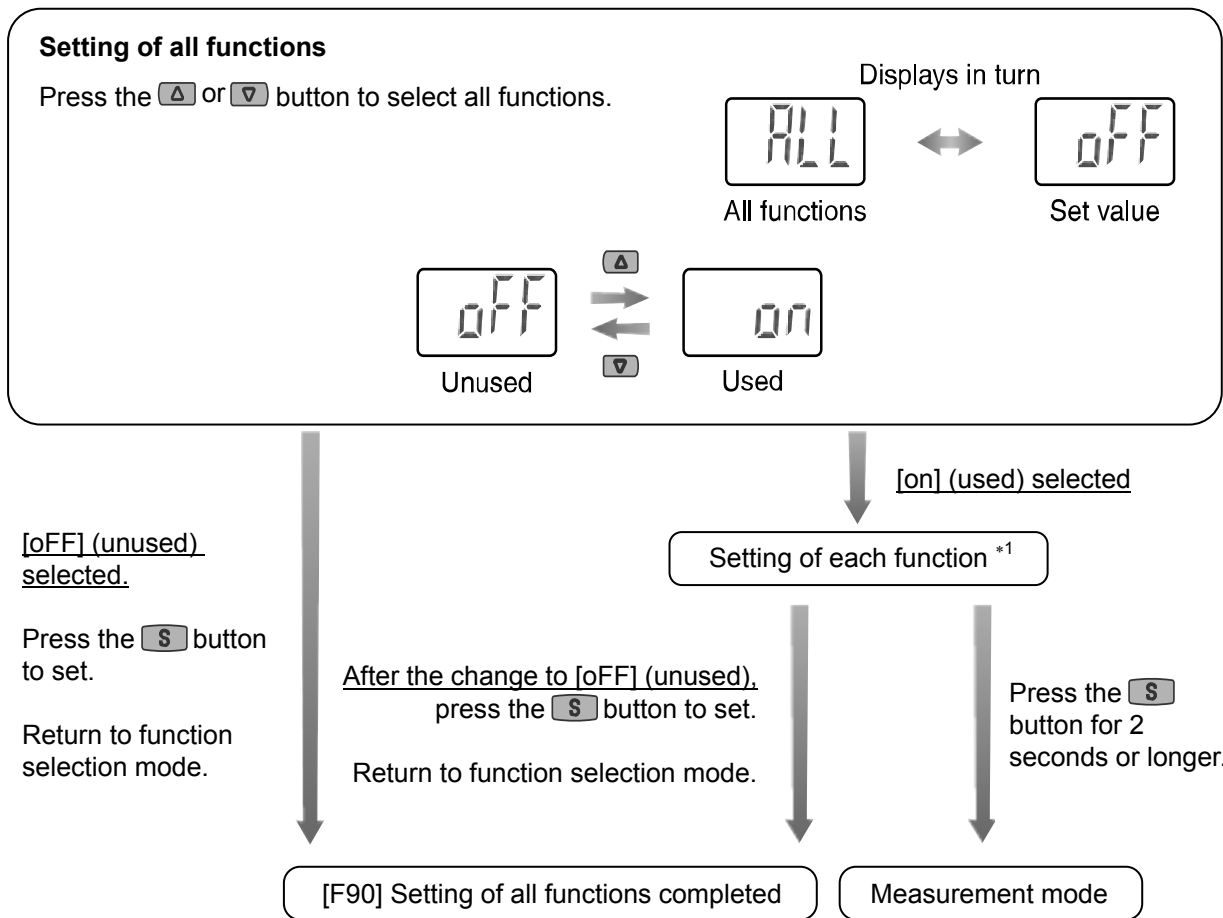 Setting of all functions
Press the △ or ▽ button to select all functions.
Displays in turn
ALL
oFF
All functions
Set value
△
oFF
on
▽
Unused
Used
[on] (used) selected
Setting of each function *1
[oFF] (unused)
selected.
Press the S button
to set.
Return to function
selection mode.
After the change to [oFF] (unused),
press the S button to set.
Return to function selection mode.
Press the S
button for 2
seconds or longer.
[F90] Setting of all functions completed
Measurement mode